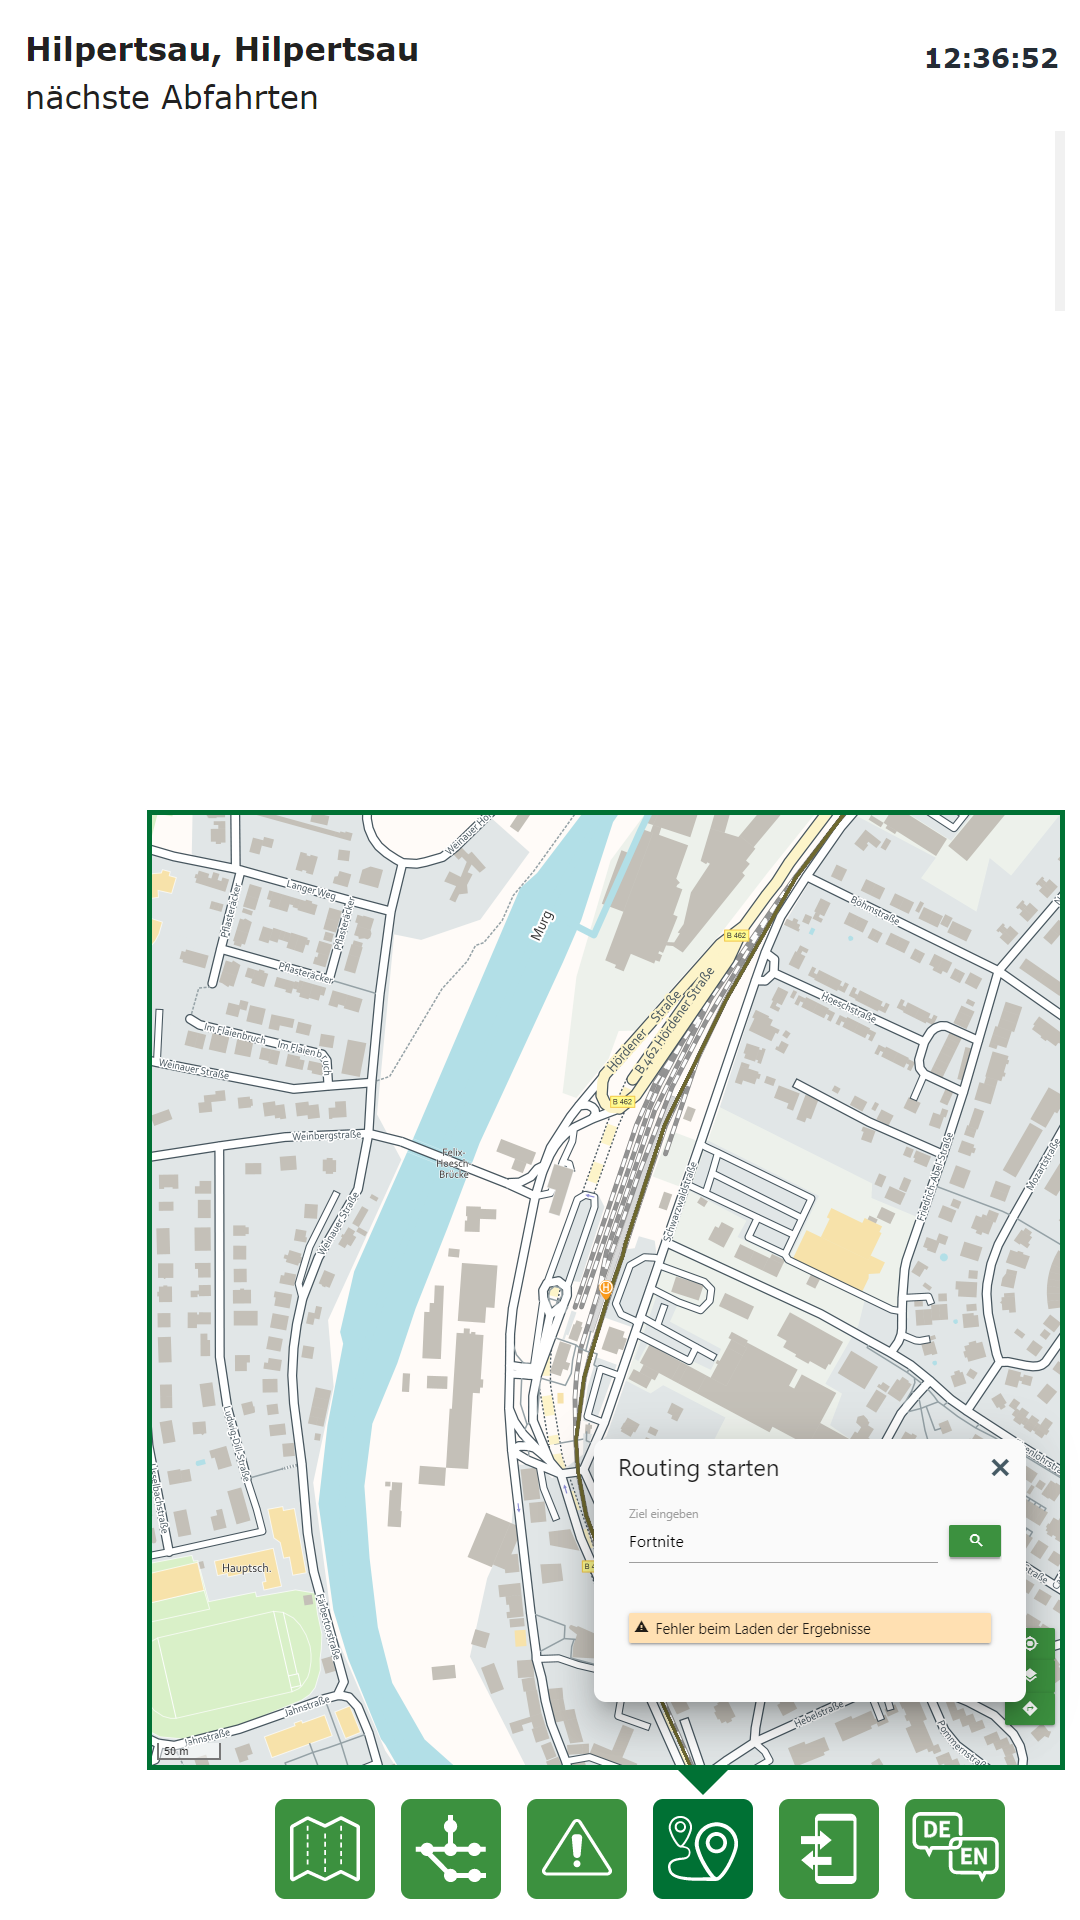 Hilpertsau, Hilpertsau
12:36:52
nächste Abfahrten
Langer Weg
Pflasteräcker
Pflasteräcker
Pflasteräcker
Im Flaienbruch
Im Flaienbruch
Weinauer Straße
Weinbergstraße
Murg
B 462
Böhmstraße
Hoeschstraße
Hördener Straße
B 462 Hördener Straße
B 462
Felix-
Hoesch
Brücke
Weinauer Straße
Schwarzwaldstraße
Friedrich-Abel-Straße
Mozartstraße
H
Ludwig-Dill-Straße
Hauptsch.
Färbertorstraße
Jahnstraße
Jahnstraße
50 m
Routing starten
Ziel eingeben
Fortnite
Fehler beim Laden der Ergebnisse
Hebelstraße
DE
EN